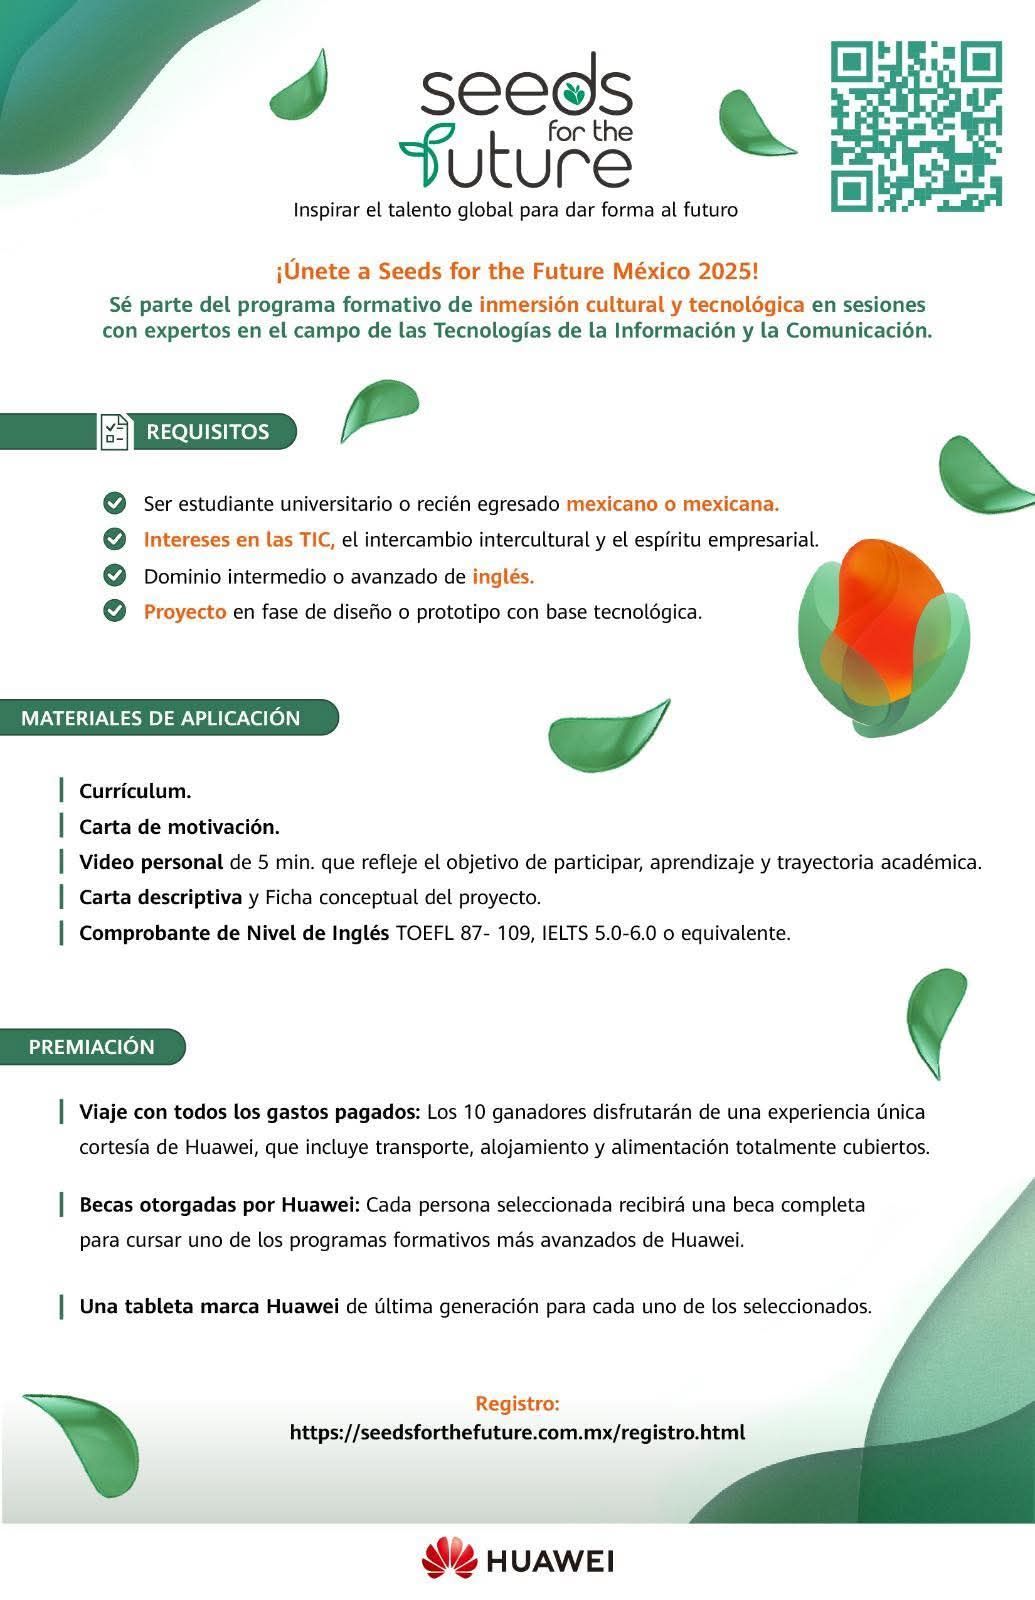 seeds
for the
future
Inspirar el talento global para dar forma al futuro
¡Únete a Seeds for the Future México 2025!
Sé parte del programa formativo de inmersión cultural y tecnológica en sesiones
con expertos en el campo de las Tecnologías de la Información y la Comunicación.
REQUISITOS
Ser estudiante universitario o recién egresado mexicano o mexicana.
Intereses en las TIC, el intercambio intercultural y el espíritu empresarial.
Dominio intermedio o avanzado de inglés.
Proyecto en fase de diseño o prototipo con base tecnológica.
MATERIALES DE APLICACIÓN
Currículum.
Carta de motivación.
Video personal de 5 min. que refleje el objetivo de participar, aprendizaje y trayectoria académica.
Carta descriptiva y Ficha conceptual del proyecto.
Comprobante de Nivel de Inglés TOEFL 87- 109, IELTS 5.0-6.0 o equivalente.
PREMIACIÓN
Viaje con todos los gastos pagados: Los 10 ganadores disfrutarán de una experiencia única
cortesía de Huawei, que incluye transporte, alojamiento y alimentación totalmente cubiertos.
Becas otorgadas por Huawei: Cada persona seleccionada recibirá una beca completa
para cursar uno de los programas formativos más avanzados de Huawei.
Una tableta marca Huawei de última generación para cada uno de los seleccionados.
Registro:
https://seedsforthefuture.com.mx/registro.html
HUAWEI